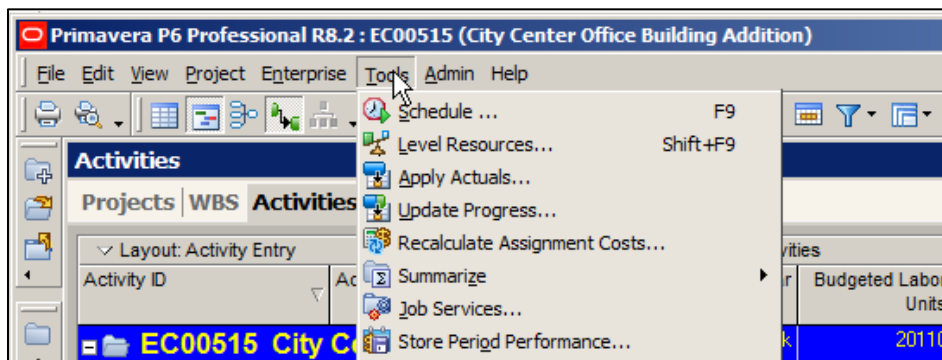 Primavera P6 Professional R8.2 : EC00515 (City Center Office Building Addition)
File Edit View Project Enterprise Tools Admin Help
Schedule ... F9
Level Resources... Shift+F9
Activities
Apply Actuals...
Projects WBS Activities
Update Progress...
Layout: Activity Entry
Recalculate Assignment Costs...
Activity ID
Summarize
Budgeted Labor
Units
Job Services...
EC00515 City
Store Period Performance...